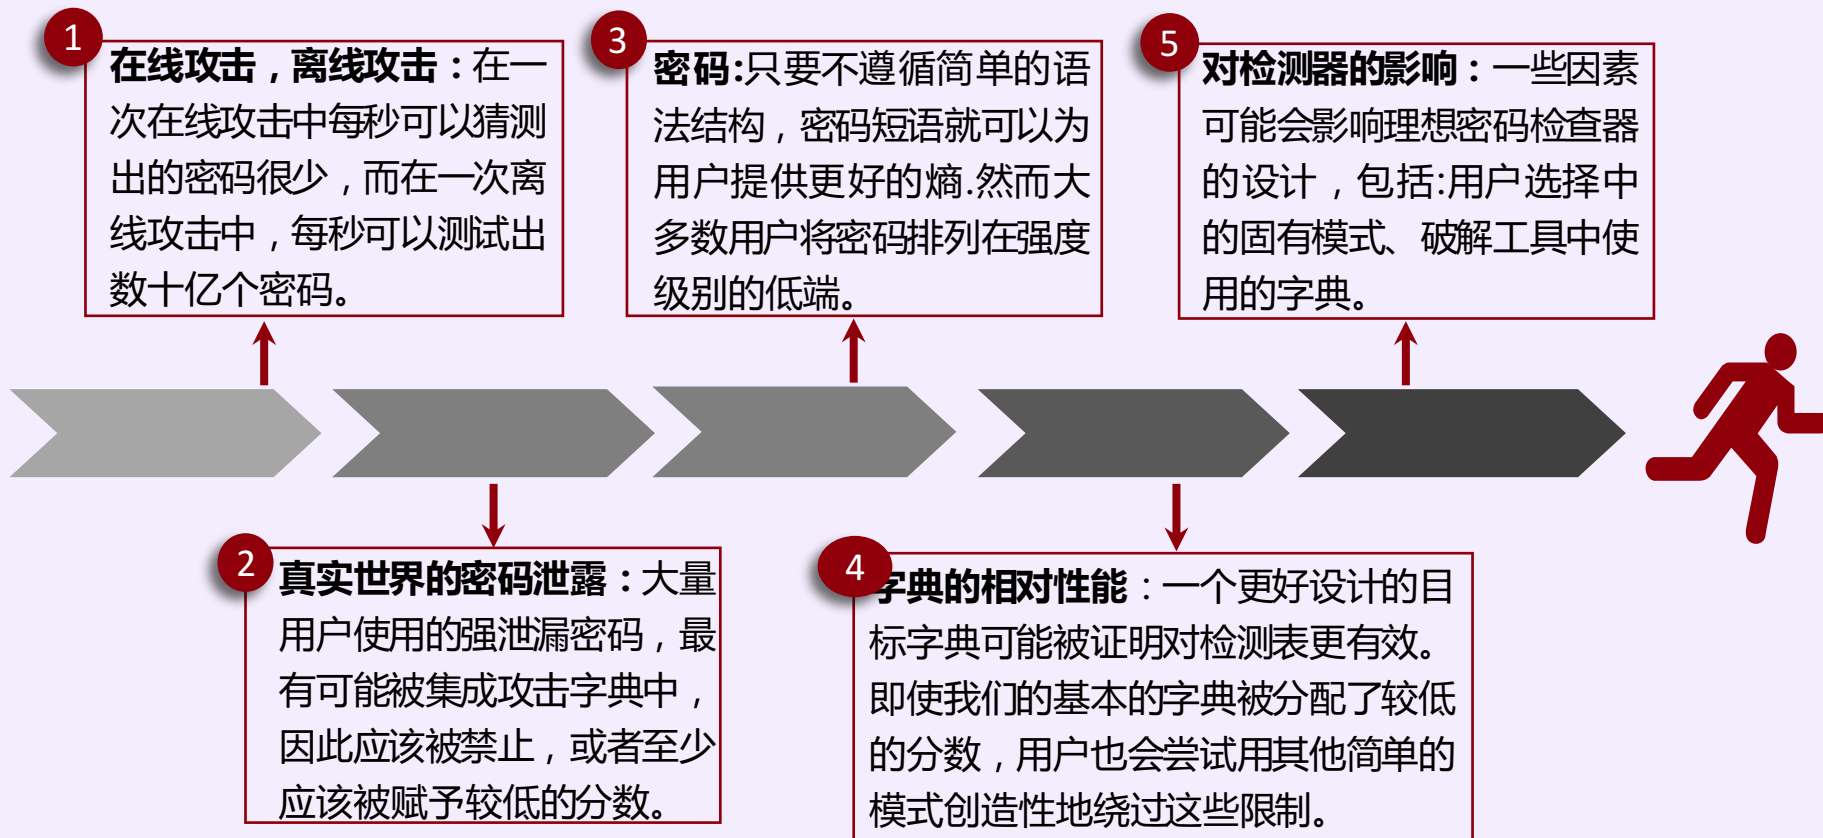 1
在线攻击，离线攻击：在一
次在线攻击中每秒可以猜测
出的密码很少，而在一次离
线攻击中，每秒可以测试出
数十亿个密码。
2
真实世界的密码泄露：大量
用户使用的强泄漏密码，最
有可能被集成攻击字典中，
因此应该被禁止，或者至少
应该被赋予较低的分数。
3
密码:只要不遵循简单的语
法结构，密码短语就可以为
用户提供更好的熵.然而大
多数用户将密码排列在强度
级别的低端。
4
字典的相对性能：一个更好设计的目
标字典可能被证明对检测表更有效。
即使我们的基本的字典被分配了较低
的分数，用户也会尝试用其他简单的
模式创造性地绕过这些限制。
5
对检测器的影响：一些因素
可能会影响理想密码检查器
的设计，包括:用户选择中
的固有模式、破解工具中使
用的字典。